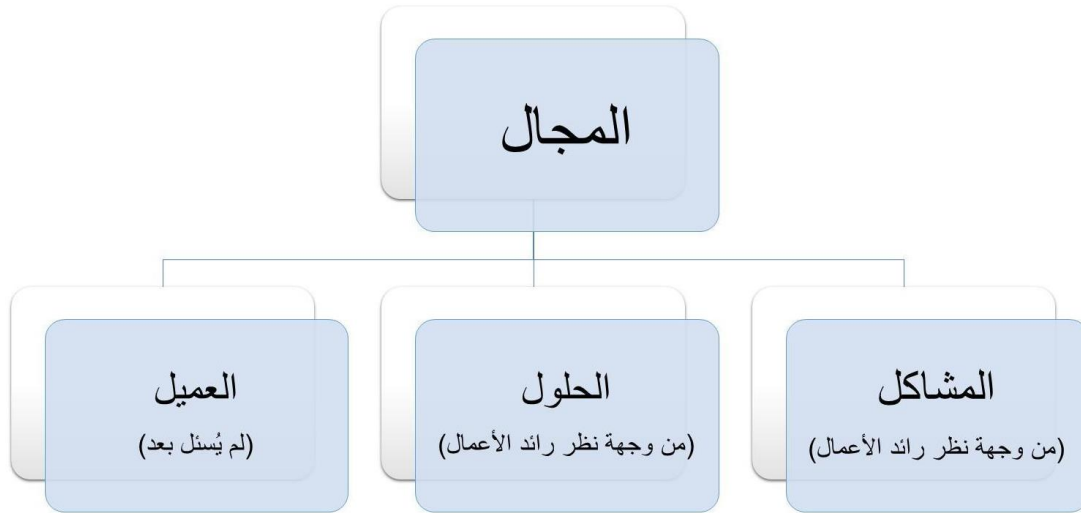 المجال
المشاكل
(من وجهة نظر رائد الأعمال)
الحلول
(من وجهة نظر رائد الأعمال)
العميل
(لم يُسئل بعد)